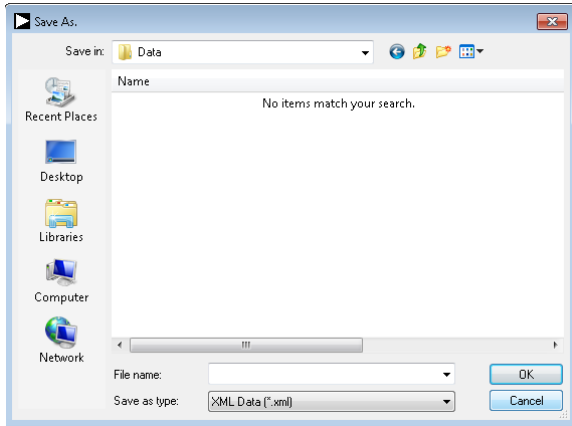 Save As.
Save in: Data
Name
No items match your search.
Recent Places
Desktop
Libraries
Computer
Network
File name: OK
Save as type: XML Data (*.xml) Cancel